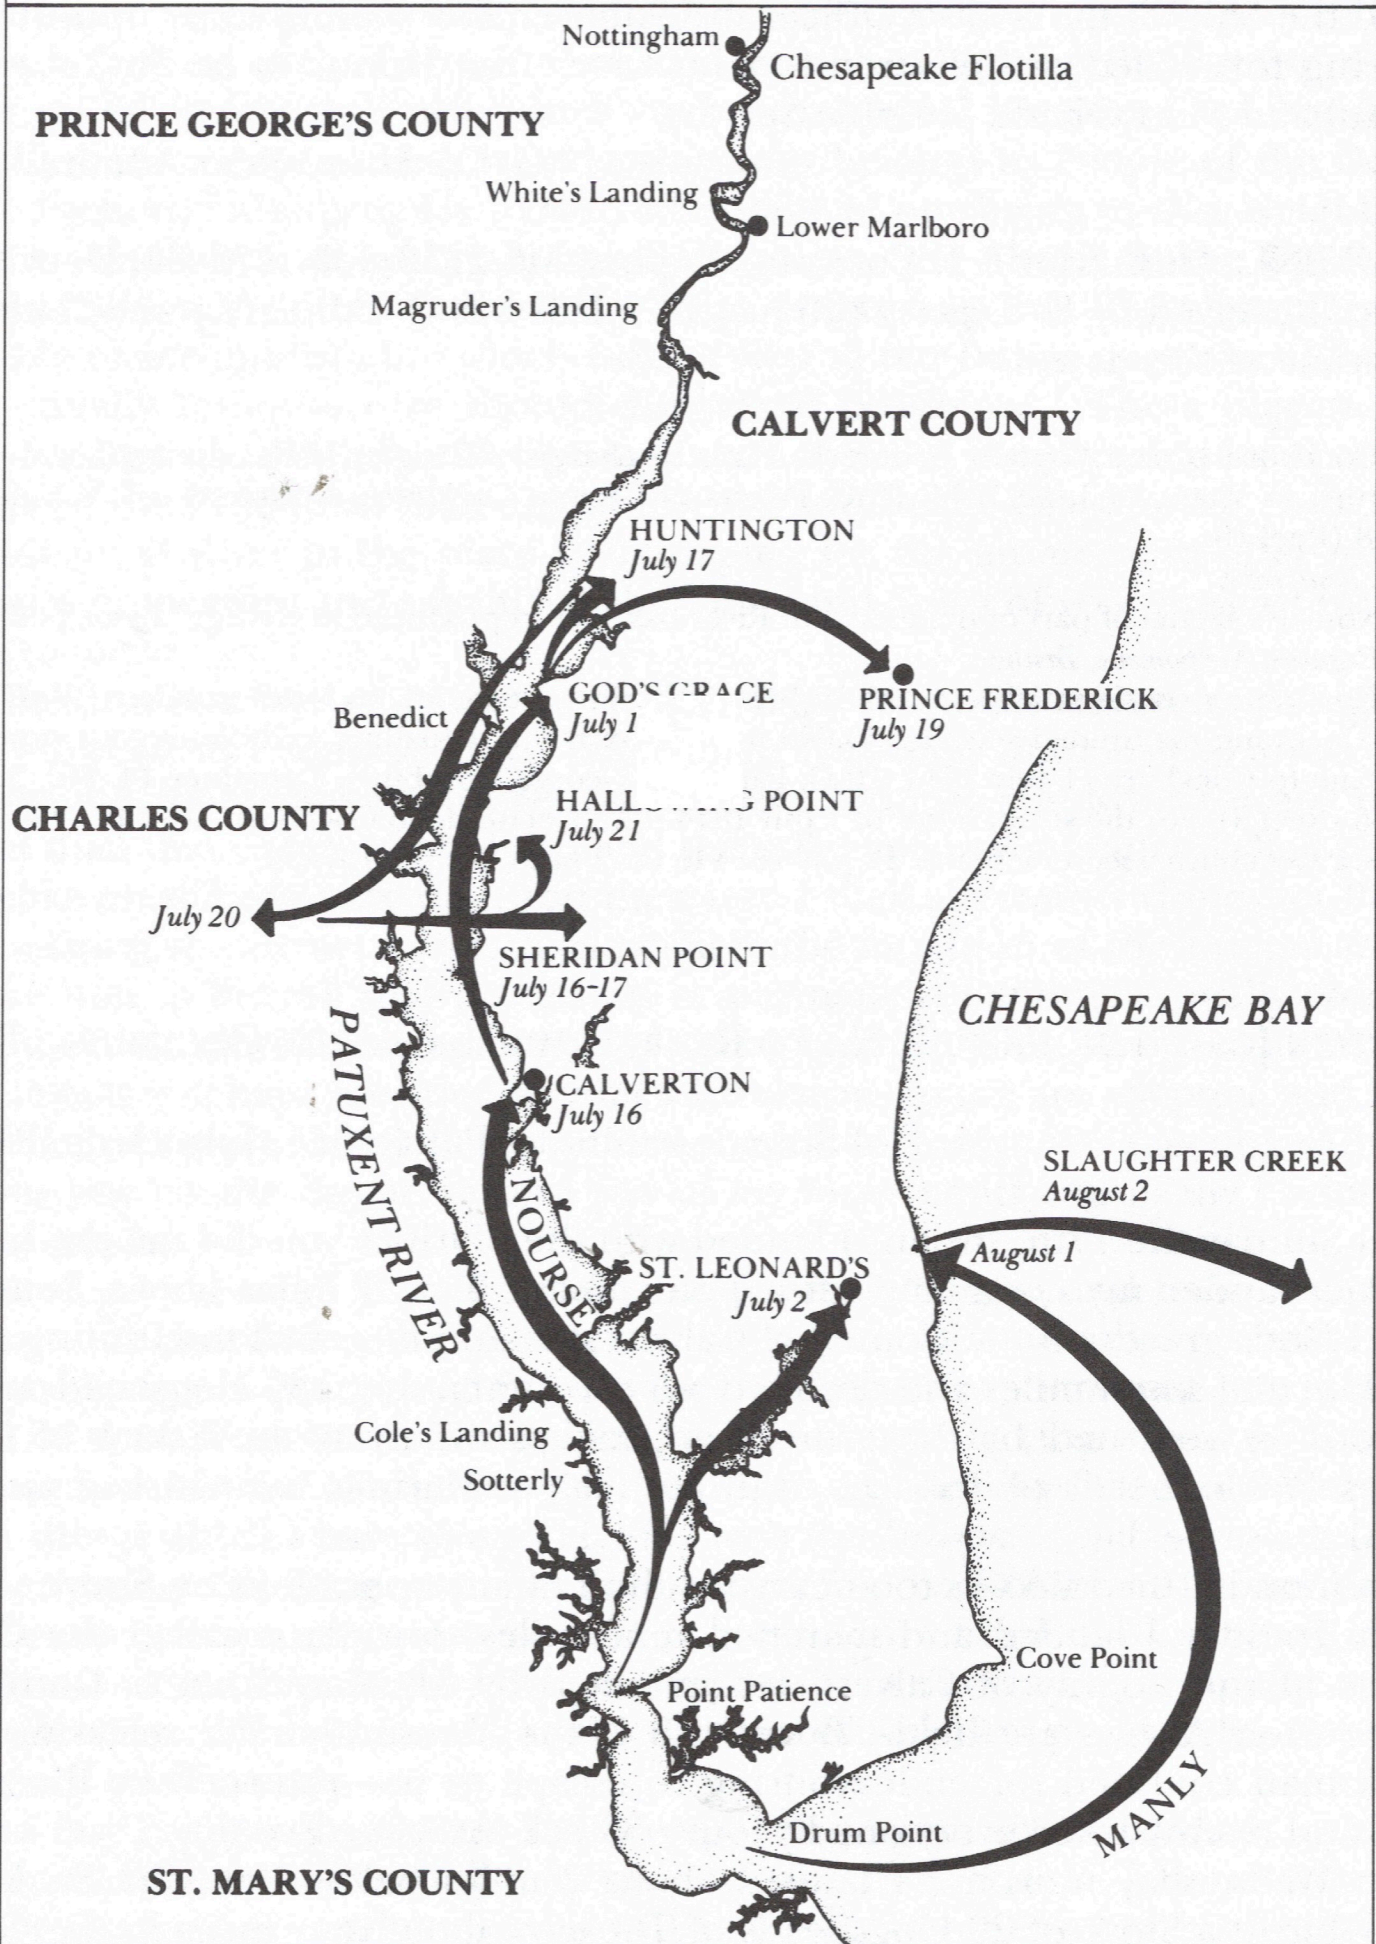 Nottingham
Chesapeake Flotilla
PRINCE GEORGE'S COUNTY
White's Landing
Lower Marlboro
Magruder's Landing
CALVERT COUNTY
HUNTINGTON
July 17
GOD'S GRACE
July 1
PRINCE FREDERICK
July 19
Benedict
POINT
July 21
CHARLES COUNTY
July 20
SHERIDAN POINT
July 16-17
CHESAPEAKE BAY
PATUXENT RIVER
CALVERTON
July 16
SLAUGHTER CREEK
August 2
NOURSE
August 1
ST. LEONARD'S
July 2
Cole's Landing
Sotterly
Cove Point
Point Patience
MANLY
Drum Point
ST. MARY'S COUNTY